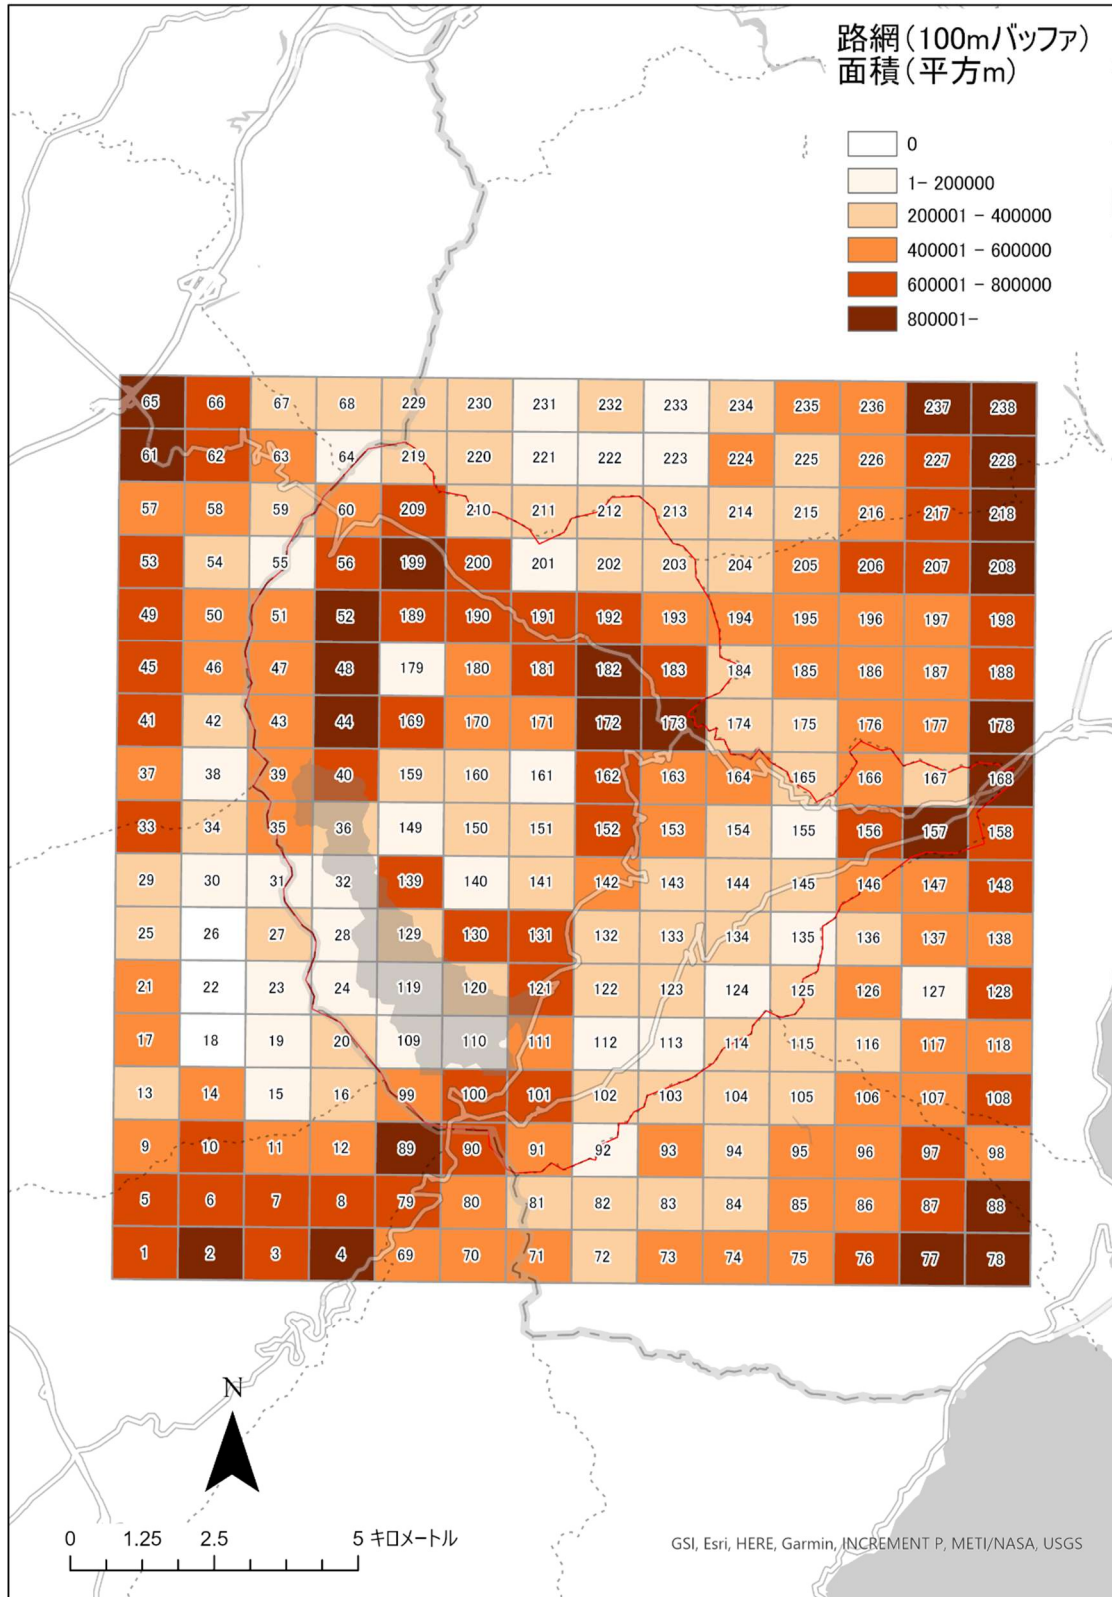 路網(100mバッファ)
面積(平方m)
0
1- 200000
200001 - 400000
400001 - 600000
600001 - 800000
800001-
65 66 67 68 229 230 231 232 233 234 235 236 237 238
61 62 63 64 219 220 221 222 223 224 225 226 227 228
57 58 59 60 209 210 211 212 213 214 215 216 217 218
53 54 55 56 199 200 201 202 203 204 205 206 207 208
49 50 51 52 189 190 191 192 193 194 195 196 197 198
45 46 47 48 179 180 181 182 183 184 185 186 187 188
41 42 43 44 169 170 171 172 173 174 175 176 177 178
37 38 39 40 159 160 161 162 163 164 165 166 167 168
33 34 35 36 149 150 151 152 153 154 155 156 157 158
29 30 31 32 139 140 141 142 143 144 145 146 147 148
25 26 27 28 129 130 131 132 133 134 135 136 137 138
21 22 23 24 119 120 121 122 123 124 125 126 127 128
17 18 19 20 109 110 111 112 113 114 115 116 117 118
13 14 15 16 99 100 101 102 103 104 105 106 107 108
9 10 11 12 89 90 91 92 93 94 95 96 97 98
5 6 7 8 79 80 81 82 83 84 85 86 87 88
1 2 3 4 69 70 71 72 73 74 75 76 77 78
N
0 1.25 2.5 5 キロメートル
GSI, Esri, HERE, Garmin, INCREMENT P, METI/NASA, USGS